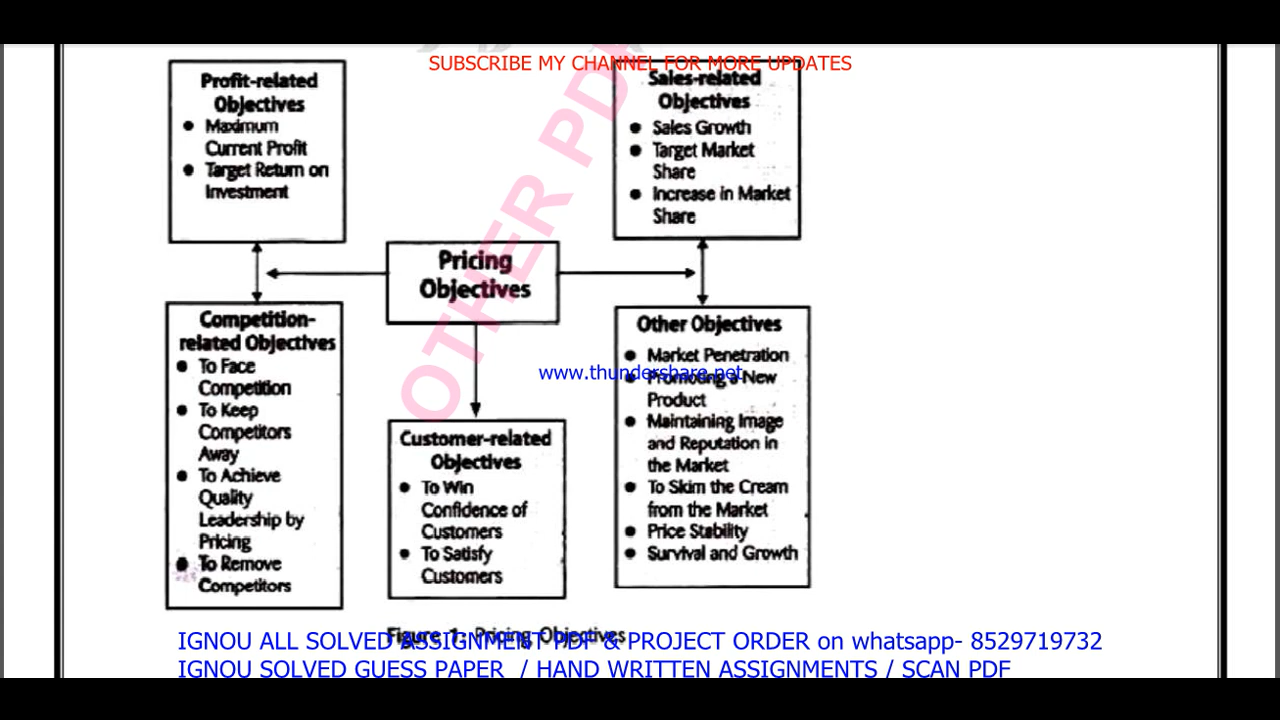 SUBSCRIBE MY CHANNEL FOR MORE UPDATES
Profit-related
Objectives
● Maximum
Current Profit
● Target Return on
Investment
Sales-related
Objectives
● Sales Growth
● Target Market
Share
● Increase in Market
Share
Pricing
Objectives
Competition-
related Objectives
● To Face
Competition
● To Keep
Competitors
Away
● To Achieve
Quality
Leadership by
Pricing
● To Remove
Competitors
Customer-related
Objectives
● To Win
Confidence of
Customers
● To Satisfy
Customers
Other Objectives
● Market Penetration
● Promoting a New
Product
● Maintaining Image
and Reputation in
the Market
● To Skim the Cream
from the Market
● Price Stability
● Survival and Growth
www.thundershare.net
OTHER PD
Figure 1: Pricing Objectives
IGNOU ALL SOLVED ASSIGNMENT PDF & PROJECT ORDER on whatsapp- 8529719732
IGNOU SOLVED GUESS PAPER / HAND WRITTEN ASSIGNMENTS / SCAN PDF